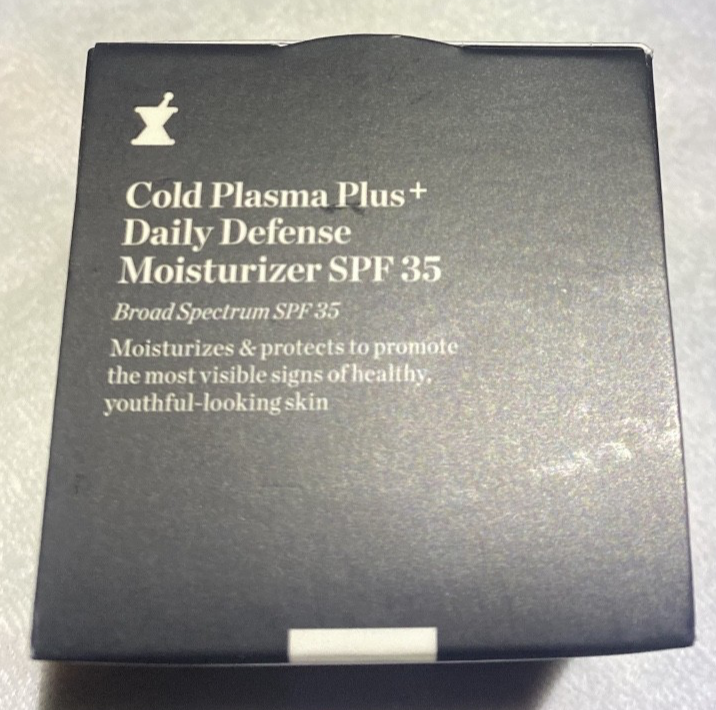 Cold Plasma Plus+
Daily Defense
Moisturizer SPF 35
Broad Spectrum SPF 35
Moisturizes & protects to promote
the most visible signs of healthy,
youthful-looking skin